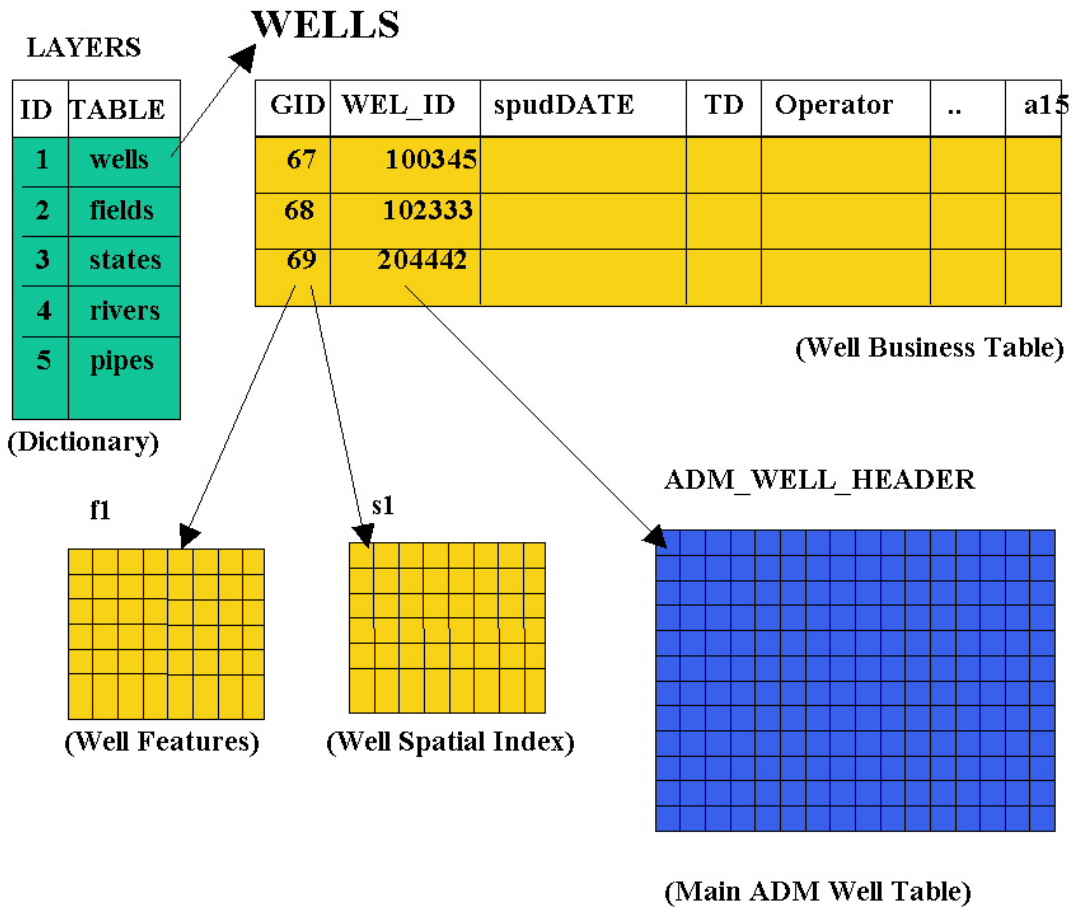 WELLS
LAYERS
ID TABLE
1 wells
2 fields
3 states
4 rivers
5 pipes
(Dictionary)
GID WEL_ID spudDATE TD Operator .. a15
67 100345
68 102333
69 204442
(Well Business Table)
f1
(Well Features)
s1
(Well Spatial Index)
ADM_WELL_HEADER
(Main ADM Well Table)